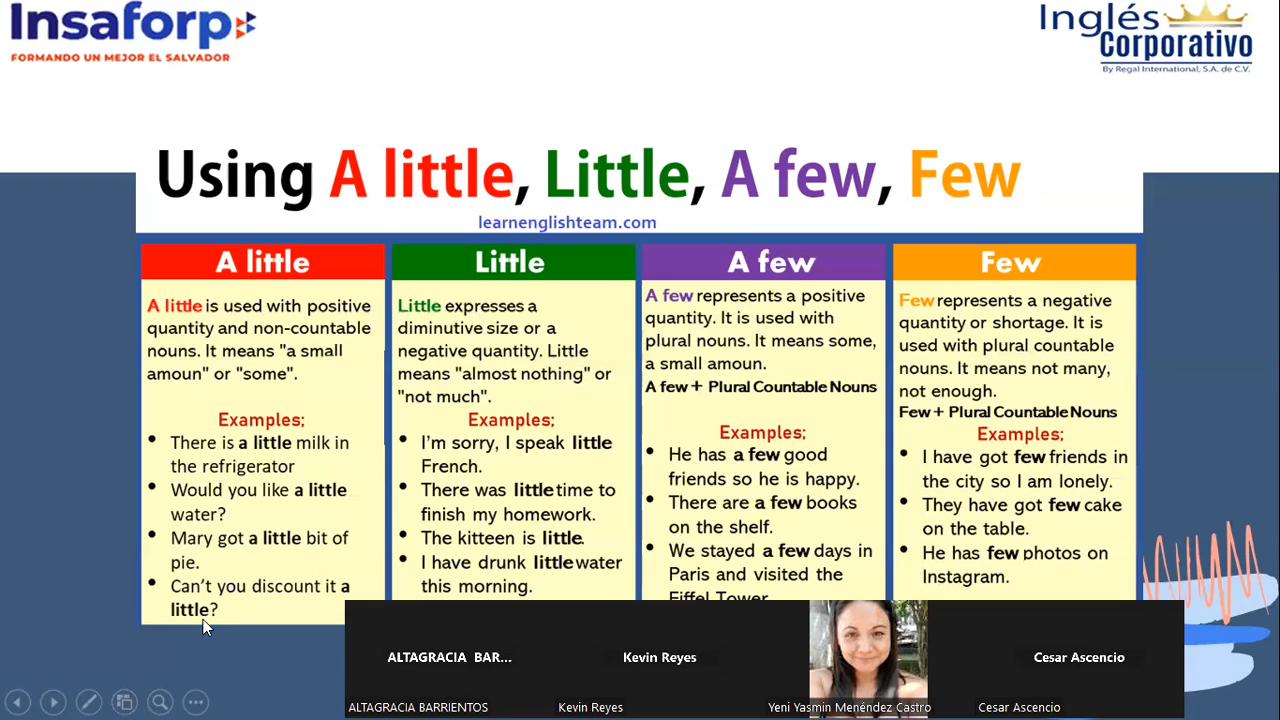 Insaforp
FORMANDO UN MEJOR EL SALVADOR
Inglés
Corporativo
By Regal International, S.A. de C.V.
Using A little, Little, A few, Few
learnenglishteam.com
A little
A little is used with positive
quantity and non-countable
nouns. It means "a small
amoun" or "some".
Examples;
• There is a little milk in
the refrigerator
• Would you like a little
water?
• Mary got a little bit of
pie.
• Can't you discount it a
little?
Little
Little expresses a
diminutive size or a
negative quantity. Little
means "almost nothing" or
"not much".
Examples;
• I'm sorry, I speak little
French.
• There was little time to
finish my homework.
• The kitteen is little.
• I have drunk little water
this morning.
A few
A few represents a positive
quantity. It is used with
plural nouns. It means some,
a small amoun.
A few + Plural Countable Nouns
Examples;
• He has a few good
friends so he is happy.
• There are a few books
on the shelf.
• We stayed a few days in
Paris and visited the
Eiffel Tower
Few
Few represents a negative
quantity or shortage. It is
used with plural countable
nouns. It means not many,
not enough.
Few + Plural Countable Nouns
Examples;
• I have got few friends in
the city so I am lonely.
• They have got few cake
on the table.
• He has few photos on
Instagram.
ALTAGRACIA BAR...
Kevin Reyes
Cesar Ascencio
ALTAGRACIA BARRIENTOS
Kevin Reyes
Yeni Yasmin Menéndez Castro
Cesar Ascencio